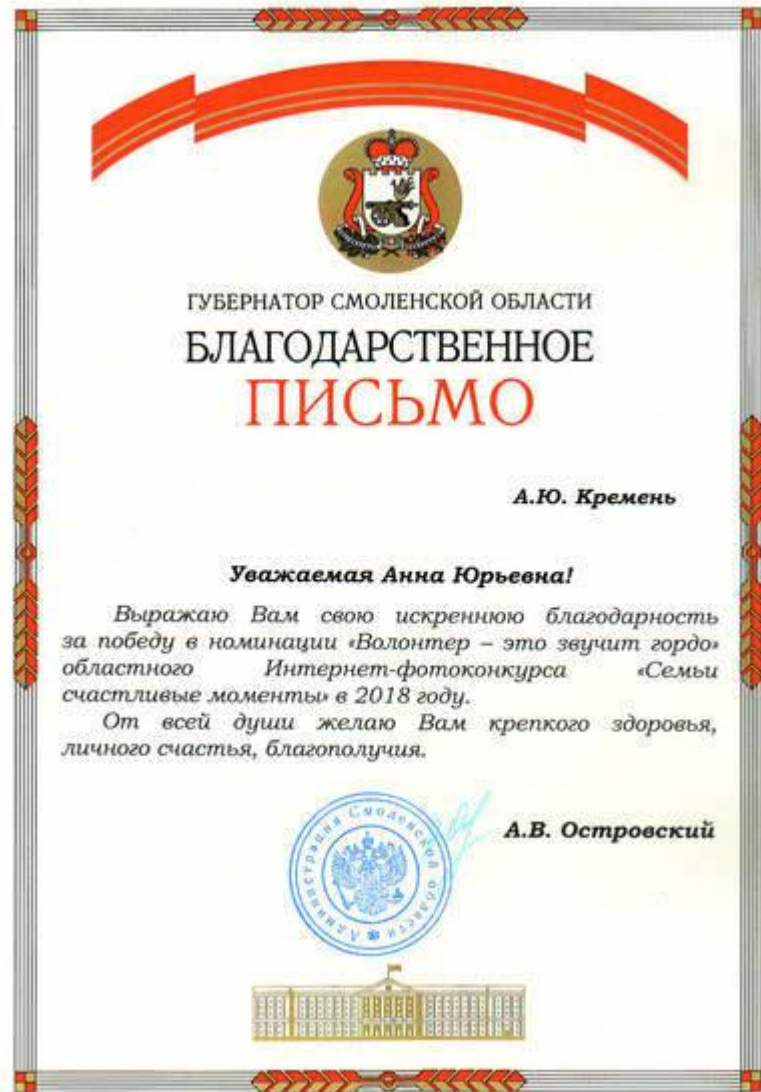 ГУБЕРНАТОР СМОЛЕНСКОЙ ОБЛАСТИ
БЛАГОДАРСТВЕННОЕ
ПИСЬМО
А.Ю. Кремень
Уважаемая Анна Юрьевна!
Выражаю Вам свою искреннюю благодарность
за победу в номинации «Волонтер – это звучит гордо»
областного Интернет-фотоконкурса «Семьи
счастливые моменты» в 2018 году.
От всей души желаю Вам крепкого здоровья,
личного счастья, благополучия.
А.В. Островский
Администрация Смоленской области